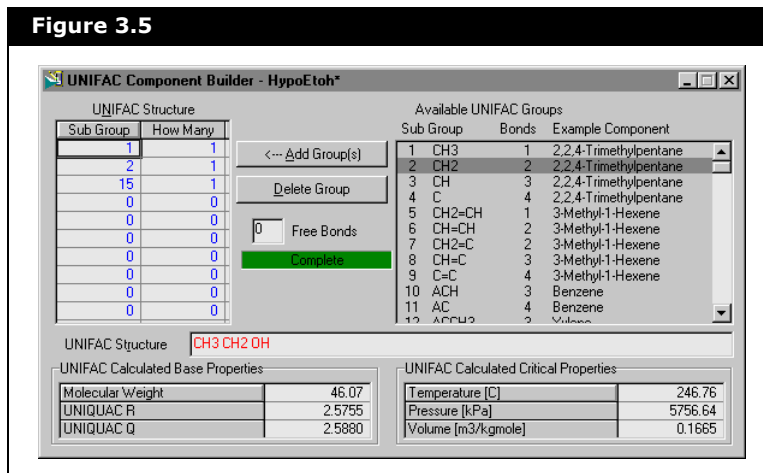 Figure 3.5
UNIFAC Component Builder - HypoEtoh*
UNIFAC Structure
Sub Group How Many
1 1
2 1
15 1
0 0
0 0
0 0
0 0
0 0
0 0
0 0
<--- Add Group(s)
Delete Group
0 Free Bonds
Complete
Available UNIFAC Groups
Sub Group Bonds Example Component
1 CH3 1 2,2,4-Trimethylpentane
2 CH2 2 2,2,4-Trimethylpentane
3 CH 3 2,2,4-Trimethylpentane
4 C 4 2,2,4-Trimethylpentane
5 CH2=CH 1 3-Methyl-1-Hexene
6 CH=CH 2 3-Methyl-1-Hexene
7 CH2=C 2 3-Methyl-1-Hexene
8 CH=C 3 3-Methyl-1-Hexene
9 C=C 4 3-Methyl-1-Hexene
10 ACH 3 Benzene
11 AC 4 Benzene
12 ACCH3 3 Xylene
UNIFAC Structure CH3 CH2 OH
UNIFAC Calculated Base Properties
Molecular Weight 46.07
UNIQUAC R 2.5755
UNIQUAC Q 2.5880
UNIFAC Calculated Critical Properties
Temperature [C] 246.76
Pressure [kPa] 5756.64
Volume [m3/kgmole] 0.1665